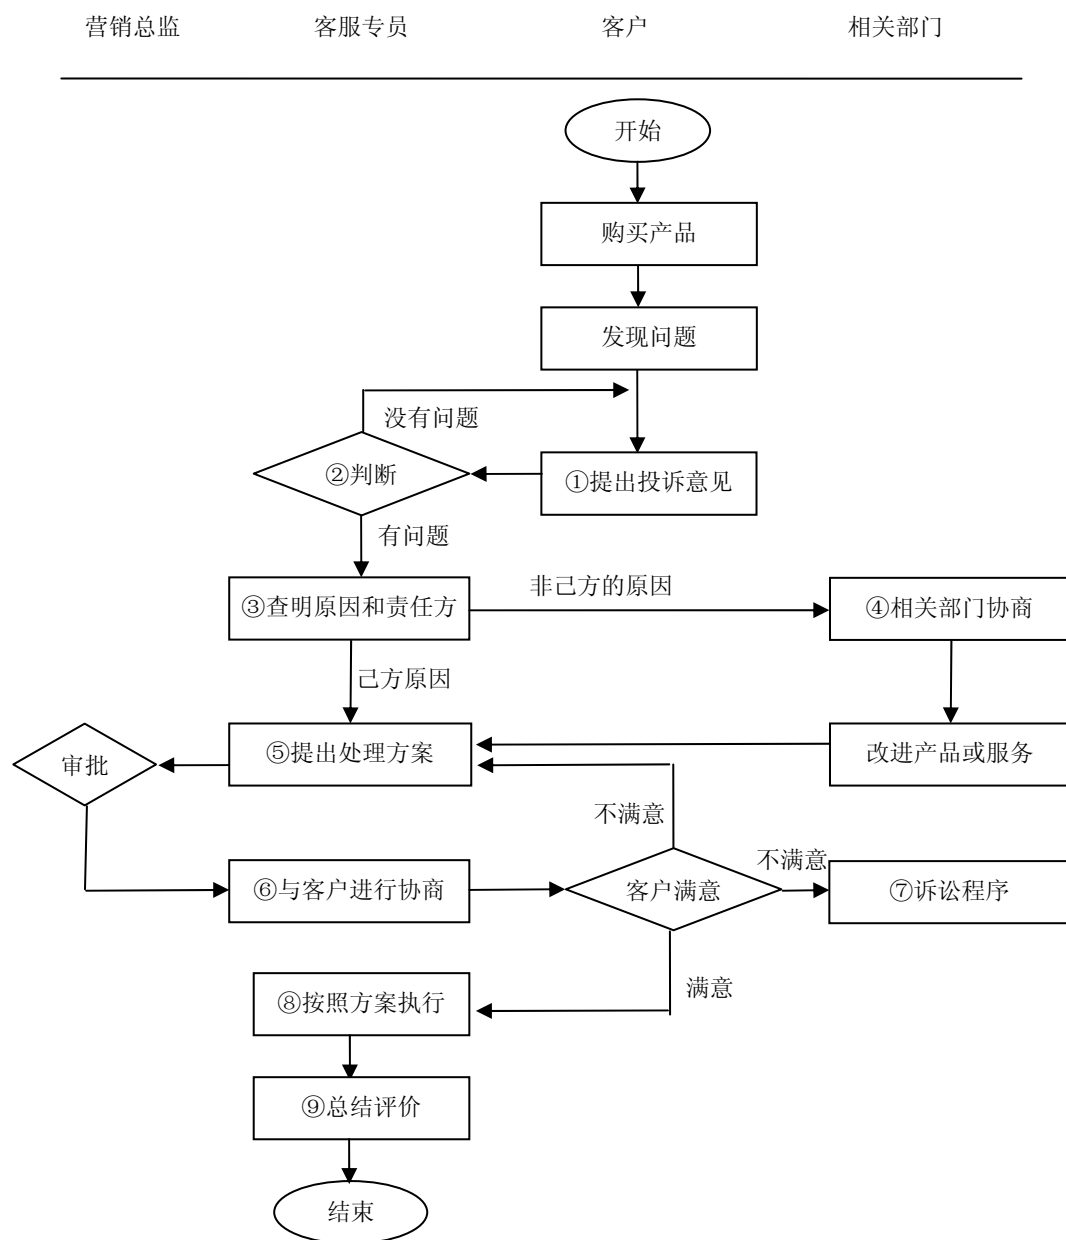 营销总监
客服专员
客户
相关部门
开始
购买产品
发现问题
没有问题
②判断
①提出投诉意见
有问题
③查明原因和责任方
非己方的原因
④相关部门协商
己方原因
审批
⑤提出处理方案
改进产品或服务
不满意
不满意
⑥与客户进行协商
客户满意
⑦诉讼程序
满意
⑧按照方案执行
⑨总结评价
结束